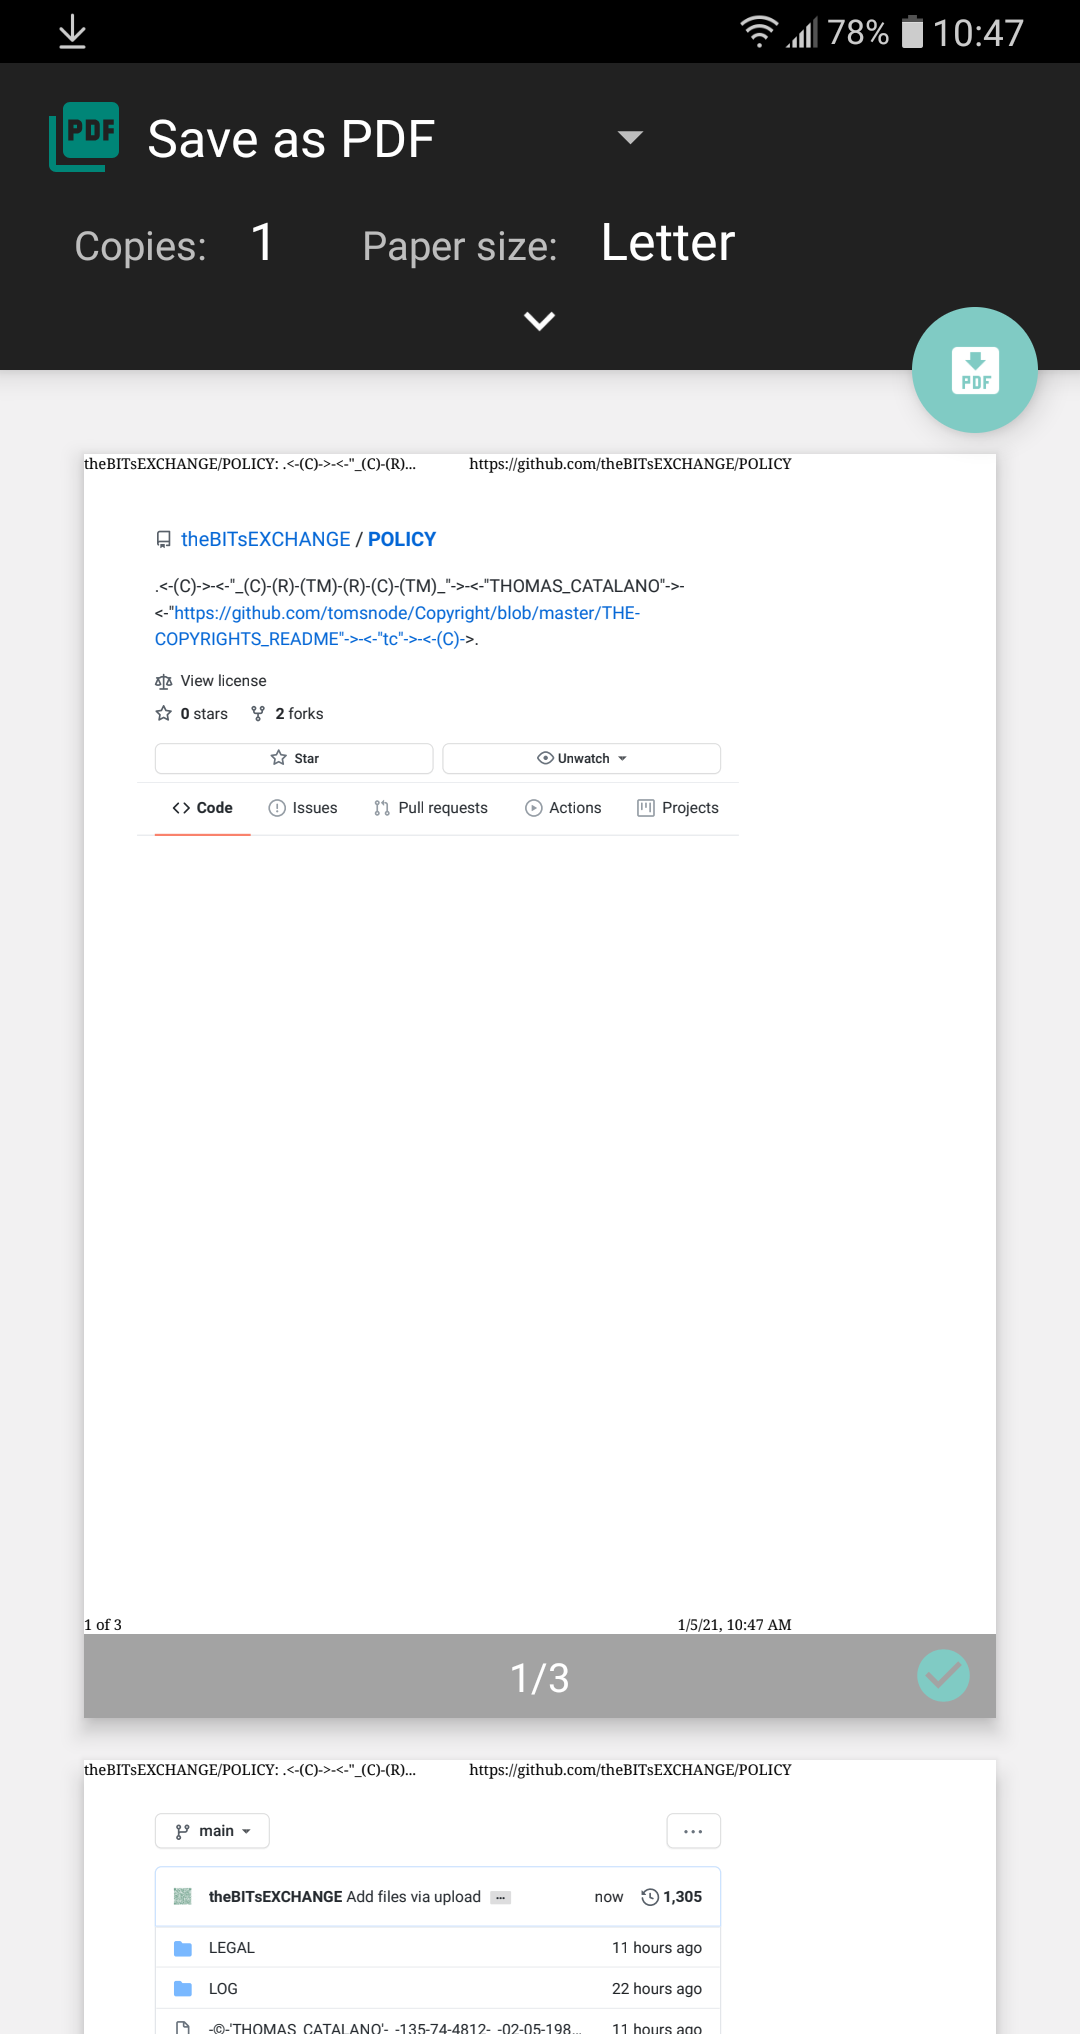 78% 10:47
PDF Save as PDF
Copies: 1 Paper size: Letter
PDF
theBITsEXCHANGE/POLICY: .<-(C)->-<-"_(C)-(R)... https://github.com/theBITsEXCHANGE/POLICY
theBITsEXCHANGE / POLICY
.<-(C)->-<-"_(C)-(R)-(TM)-(R)-(C)-(TM)_"->-<-"THOMAS_CATALANO"->-
<-"https://github.com/tomsnode/Copyright/blob/master/THE-
COPYRIGHTS_README"->-<-"tc"->-<-(C)->.
View license
0 stars 2 forks
Star Unwatch
Code Issues Pull requests Actions Projects
1 of 3 1/5/21, 10:47 AM
1/3
theBITsEXCHANGE/POLICY: .<-(C)->-<-"_(C)-(R)... https://github.com/theBITsEXCHANGE/POLICY
main ...
theBITsEXCHANGE Add files via upload ... now 1,305
LEGAL 11 hours ago
LOG 22 hours ago
-©-'THOMAS_CATALANO'-_-135-74-4812-_-02-05-198... 11 hours ago